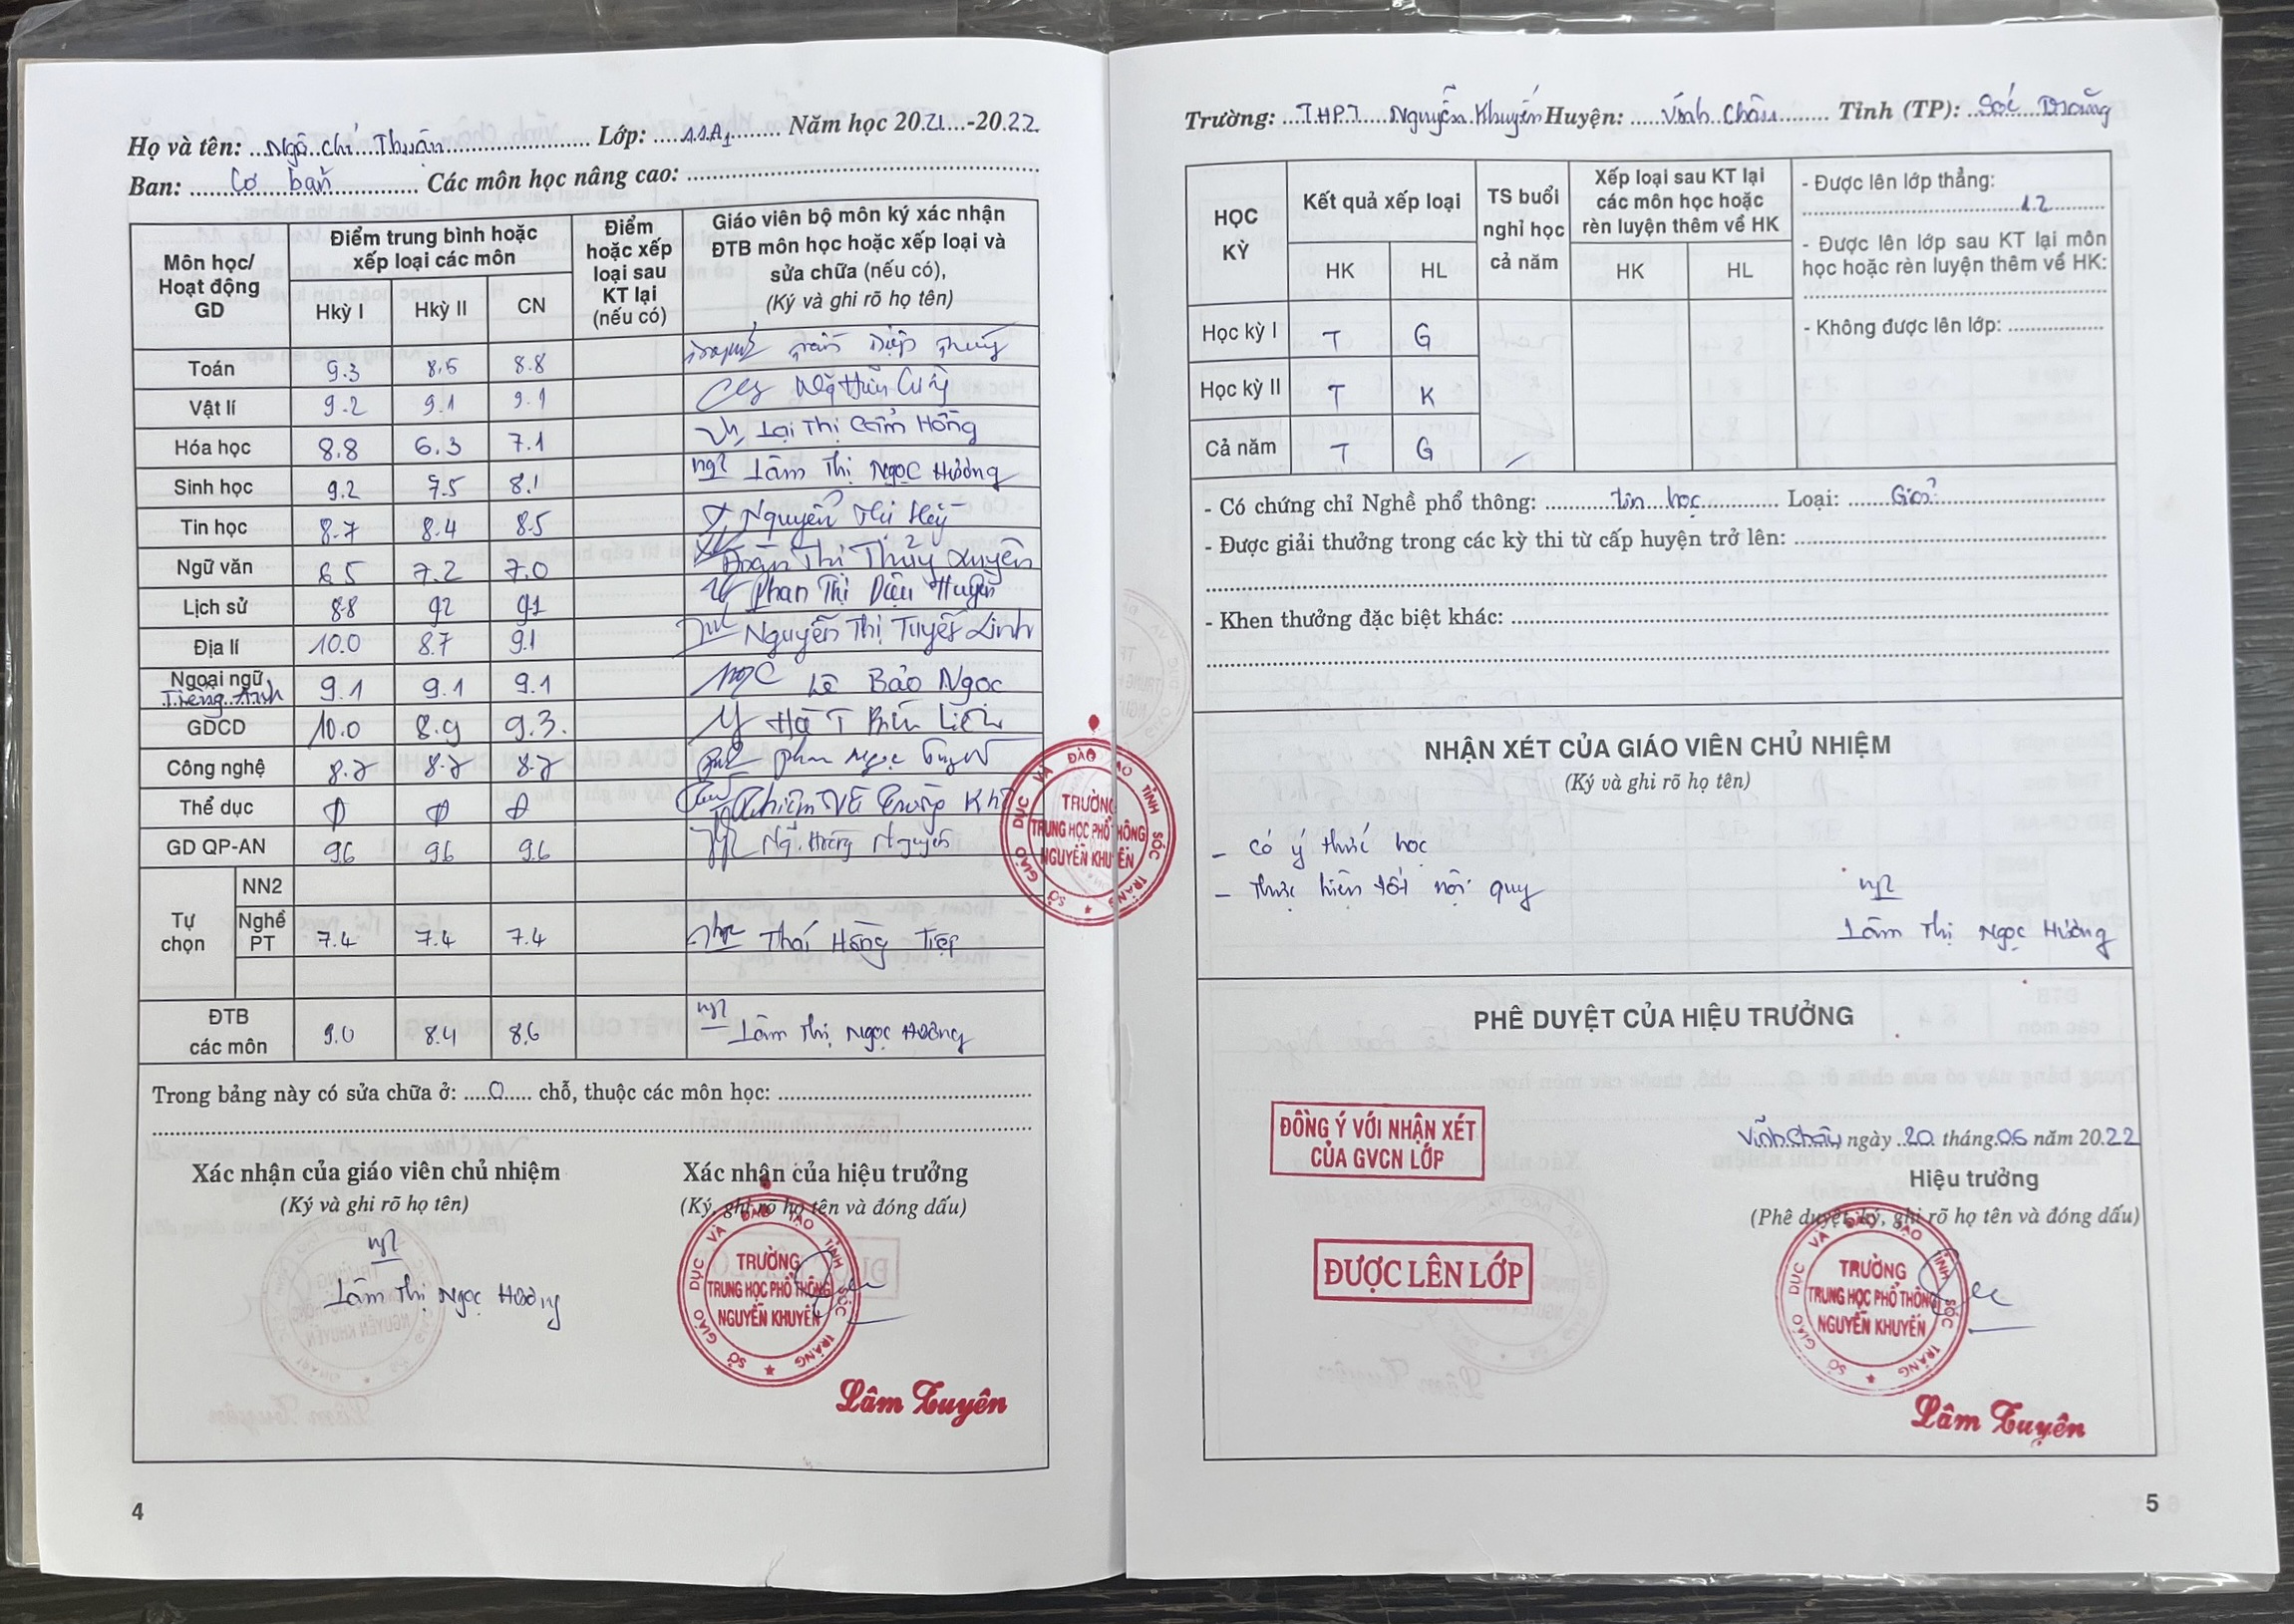 Họ và tên: Ngô Chí Thuận Lớp: 11A1 Năm học 2021-2022
Ban: Cơ bản Các môn học nâng cao:
Môn học/ Hoạt động GD
Điểm trung bình hoặc xếp loại các môn
Hkỳ I Hkỳ II CN
Điểm hoặc xếp loại sau KT lại (nếu có)
Giáo viên bộ môn ký xác nhận ĐTB môn học hoặc xếp loại và sửa chữa (nếu có),
(Ký và ghi rõ họ tên)
Toán 9.3 8.5 8.8
Vật lí 9.2 9.1 9.1
Hóa học 8.8 6.3 7.1 Lại Thị Cẩm Hồng
Sinh học 9.2 7.5 8.1 Lâm Thị Ngọc Hương
Tin học 8.7 8.4 8.5 Nguyễn Thị
Ngữ văn 6.5 7.2 7.0 Đoàn Thị Thúy Quyên
Lịch sử 8.8 9.2 9.1 Phan Thị Diệu Huyền
Địa lí 10.0 8.7 9.1 Nguyễn Thị Tuyết Linh
Ngoại ngữ Tiếng Anh 9.1 9.1 9.1 Ngọc Lê Bảo Ngọc
GDCD 10.0 8.9 9.3. Hà T Bích Liên
Công nghệ 8.7 8.7 8.7 Phan Ngọc
Thể dục Đ Đ Đ
GD QP-AN 9.6 9.6 9.6
Tự chọn
NN2
Nghề PT 7.4 7.4 7.4 Thái Hồng Tiệp
ĐTB các môn 9.0 8.4 8.6 Lâm Thị Ngọc Hương
Trong bảng này có sửa chữa ở: 0 chỗ, thuộc các môn học:
Xác nhận của giáo viên chủ nhiệm
(Ký và ghi rõ họ tên)
Lâm Thị Ngọc Hương
Xác nhận của hiệu trưởng
(Ký, ghi rõ họ tên và đóng dấu)
SỞ GIÁO DỤC VÀ ĐÀO TẠO TỈNH SÓC TRĂNG
TRƯỜNG
TRUNG HỌC PHỔ THÔNG
NGUYỄN KHUYẾN
Lâm Tuyên
4
SỞ GIÁO DỤC VÀ ĐÀO TẠO TỈNH SÓC TRĂNG
TRƯỜNG
TRUNG HỌC PHỔ THÔNG
NGUYỄN KHUYẾN
Trường: THPT Nguyễn Khuyến Huyện: Vĩnh Châu Tỉnh (TP): Sóc Trăng
HỌC KỲ
Kết quả xếp loại
HK HL
TS buổi nghỉ học cả năm
Xếp loại sau KT lại các môn học hoặc rèn luyện thêm về HK
HK HL
Học kỳ I T G
Học kỳ II T K
Cả năm T G
- Được lên lớp thẳng:
12
- Được lên lớp sau KT lại môn học hoặc rèn luyện thêm về HK:
- Không được lên lớp:
- Có chứng chỉ Nghề phổ thông: Tin học Loại: Giỏi
- Được giải thưởng trong các kỳ thi từ cấp huyện trở lên:
- Khen thưởng đặc biệt khác:
NHẬN XÉT CỦA GIÁO VIÊN CHỦ NHIỆM
(Ký và ghi rõ họ tên)
- Có ý thức học
- Thực hiện tốt nội quy
Lâm Thị Ngọc Hương
PHÊ DUYỆT CỦA HIỆU TRƯỞNG
ĐỒNG Ý VỚI NHẬN XÉT
CỦA GVCN LỚP
ĐƯỢC LÊN LỚP
Vĩnh Châu ngày 20 tháng 06 năm 2022
Hiệu trưởng
(Phê duyệt, ký, ghi rõ họ tên và đóng dấu)
SỞ GIÁO DỤC VÀ ĐÀO TẠO TỈNH SÓC TRĂNG
TRƯỜNG
TRUNG HỌC PHỔ THÔNG
NGUYỄN KHUYẾN
Lâm Tuyên
5